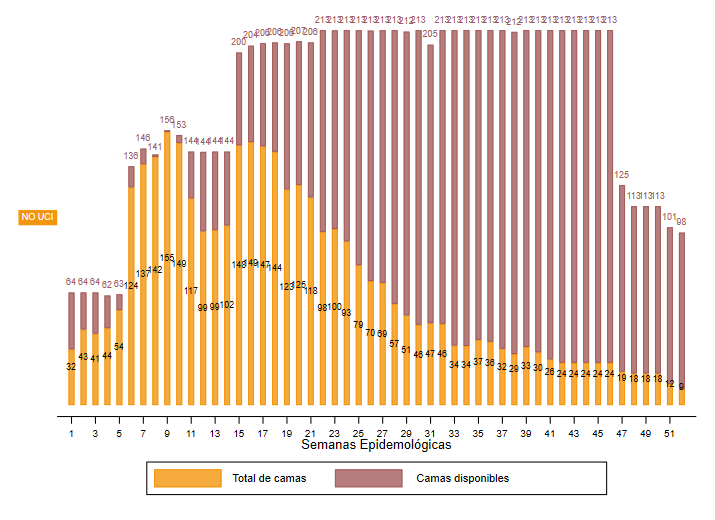 213 213 213 213 213 213 213 212 213 205 213 213 213 213 213 213 212 213 213 213 213 213 213 213 213
200 204 206 206 206 207 206
136 146 141 156 153 144 144 144 144
64 64 64 62 63
125 113 113 113 101 98
NO UCI
32 43 41 44 54 124 137 142 155 149 117 99 99 102 148 149 147 144 123 125 118 98 100 93 79 70 69 57 51 46 47 46 34 34 37 36 32 29 33 30 26 24 24 24 24 24 19 18 18 18 12 9
1 3 5 7 9 11 13 15 17 19 21 23 25 27 29 31 33 35 37 39 41 43 45 47 49 51
Semanas Epidemológicas
Total de camas Camas disponibles